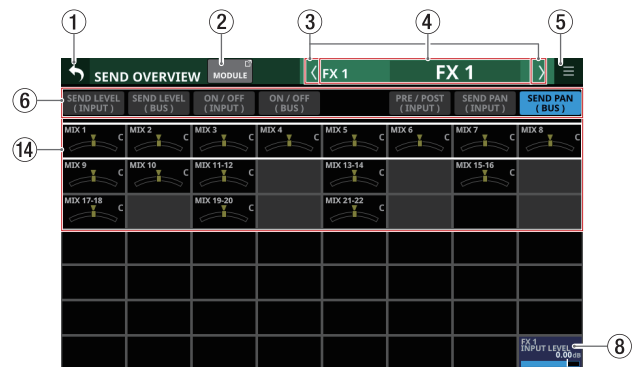 1 2 3 4 5
SEND OVERVIEW MODULE FX 1 FX 1
6
SEND LEVEL SEND LEVEL ON / OFF ON / OFF PRE / POST SEND PAN SEND PAN
( INPUT ) ( BUS ) ( INPUT ) ( BUS ) ( INPUT ) ( INPUT ) ( BUS )
14
MIX 1 C MIX 2 C MIX 3 C MIX 4 C MIX 5 C MIX 6 C MIX 7 C MIX 8 C
MIX 9 C MIX 10 C MIX 11-12 C MIX 13-14 C MIX 15-16 C
MIX 17-18 C MIX 19-20 C MIX 21-22 C
FX 1
INPUT LEVEL
0.00 dB
8